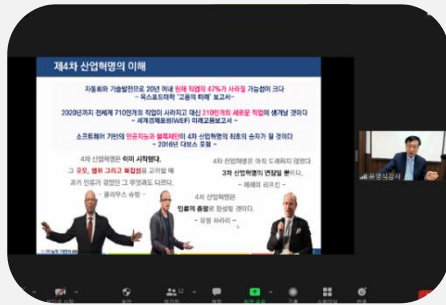 제4차 산업혁명의 이해
자동화와 기술발전으로 20년 이내 현재 직업의 47%가 사라질 가능성이 크다
- 옥스포드대학 '고용의 미래' 보고서-
2020년까지 전세계 710만개의 직업이 사라지고 대신 210만개의 새로운 직업이 생겨날 것이다
- 세계경제포럼(WEF) 미래고용보고서 -
소프트웨어 기반의 인공지능과 블록체인이 4차 산업혁명의 최후의 승자가 될 것이다
- 2016년 다보스 포럼 -
4차 산업혁명은 이미 시작됐다.
그 규모, 범위 그리고 복잡성을 고려할 때
과거 인류가 겪었던 그 무엇과도 다르다.
- 클라우스 슈밥 -
4차 산업혁명은 아직 도래하지 않았다.
3차 산업혁명의 연장일 뿐이다.
- 제레미 리프킨 -
4차 산업혁명은
인류의 종말로 완성될 것이다.
- 유발 하라리 -